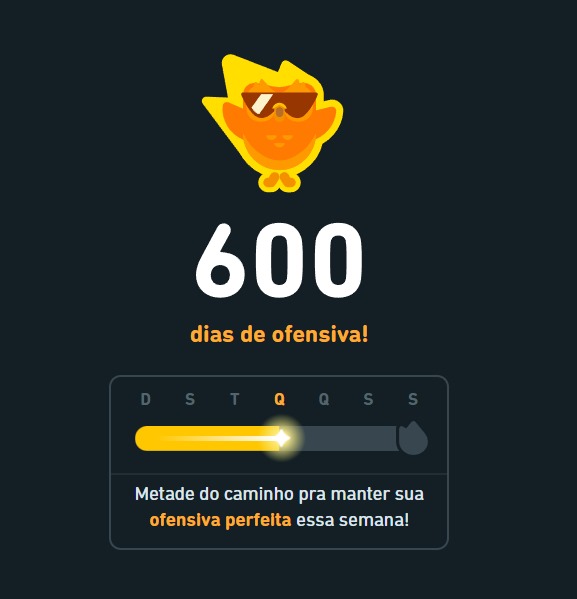 600
dias de ofensiva!
D S T Q Q S S
Metade do caminho pra manter sua
ofensiva perfeita essa semana!